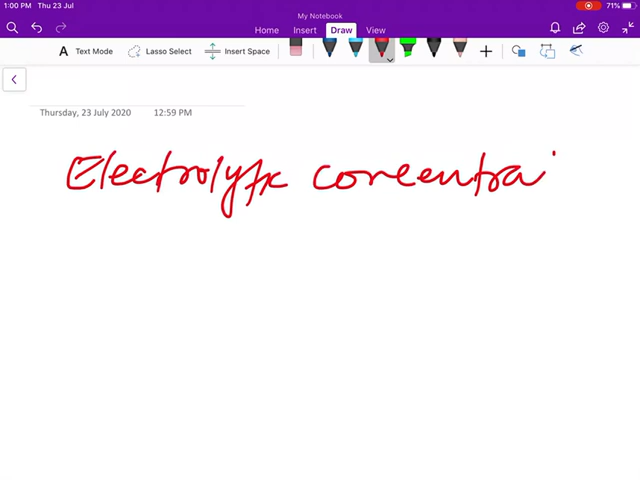 1:00 PM Thu 23 Jul 71%
My Notebook
Home Insert Draw View
A Text Mode Lasso Select Insert Space
Thursday, 23 July 2020 12:59 PM
Electrolyte concentra